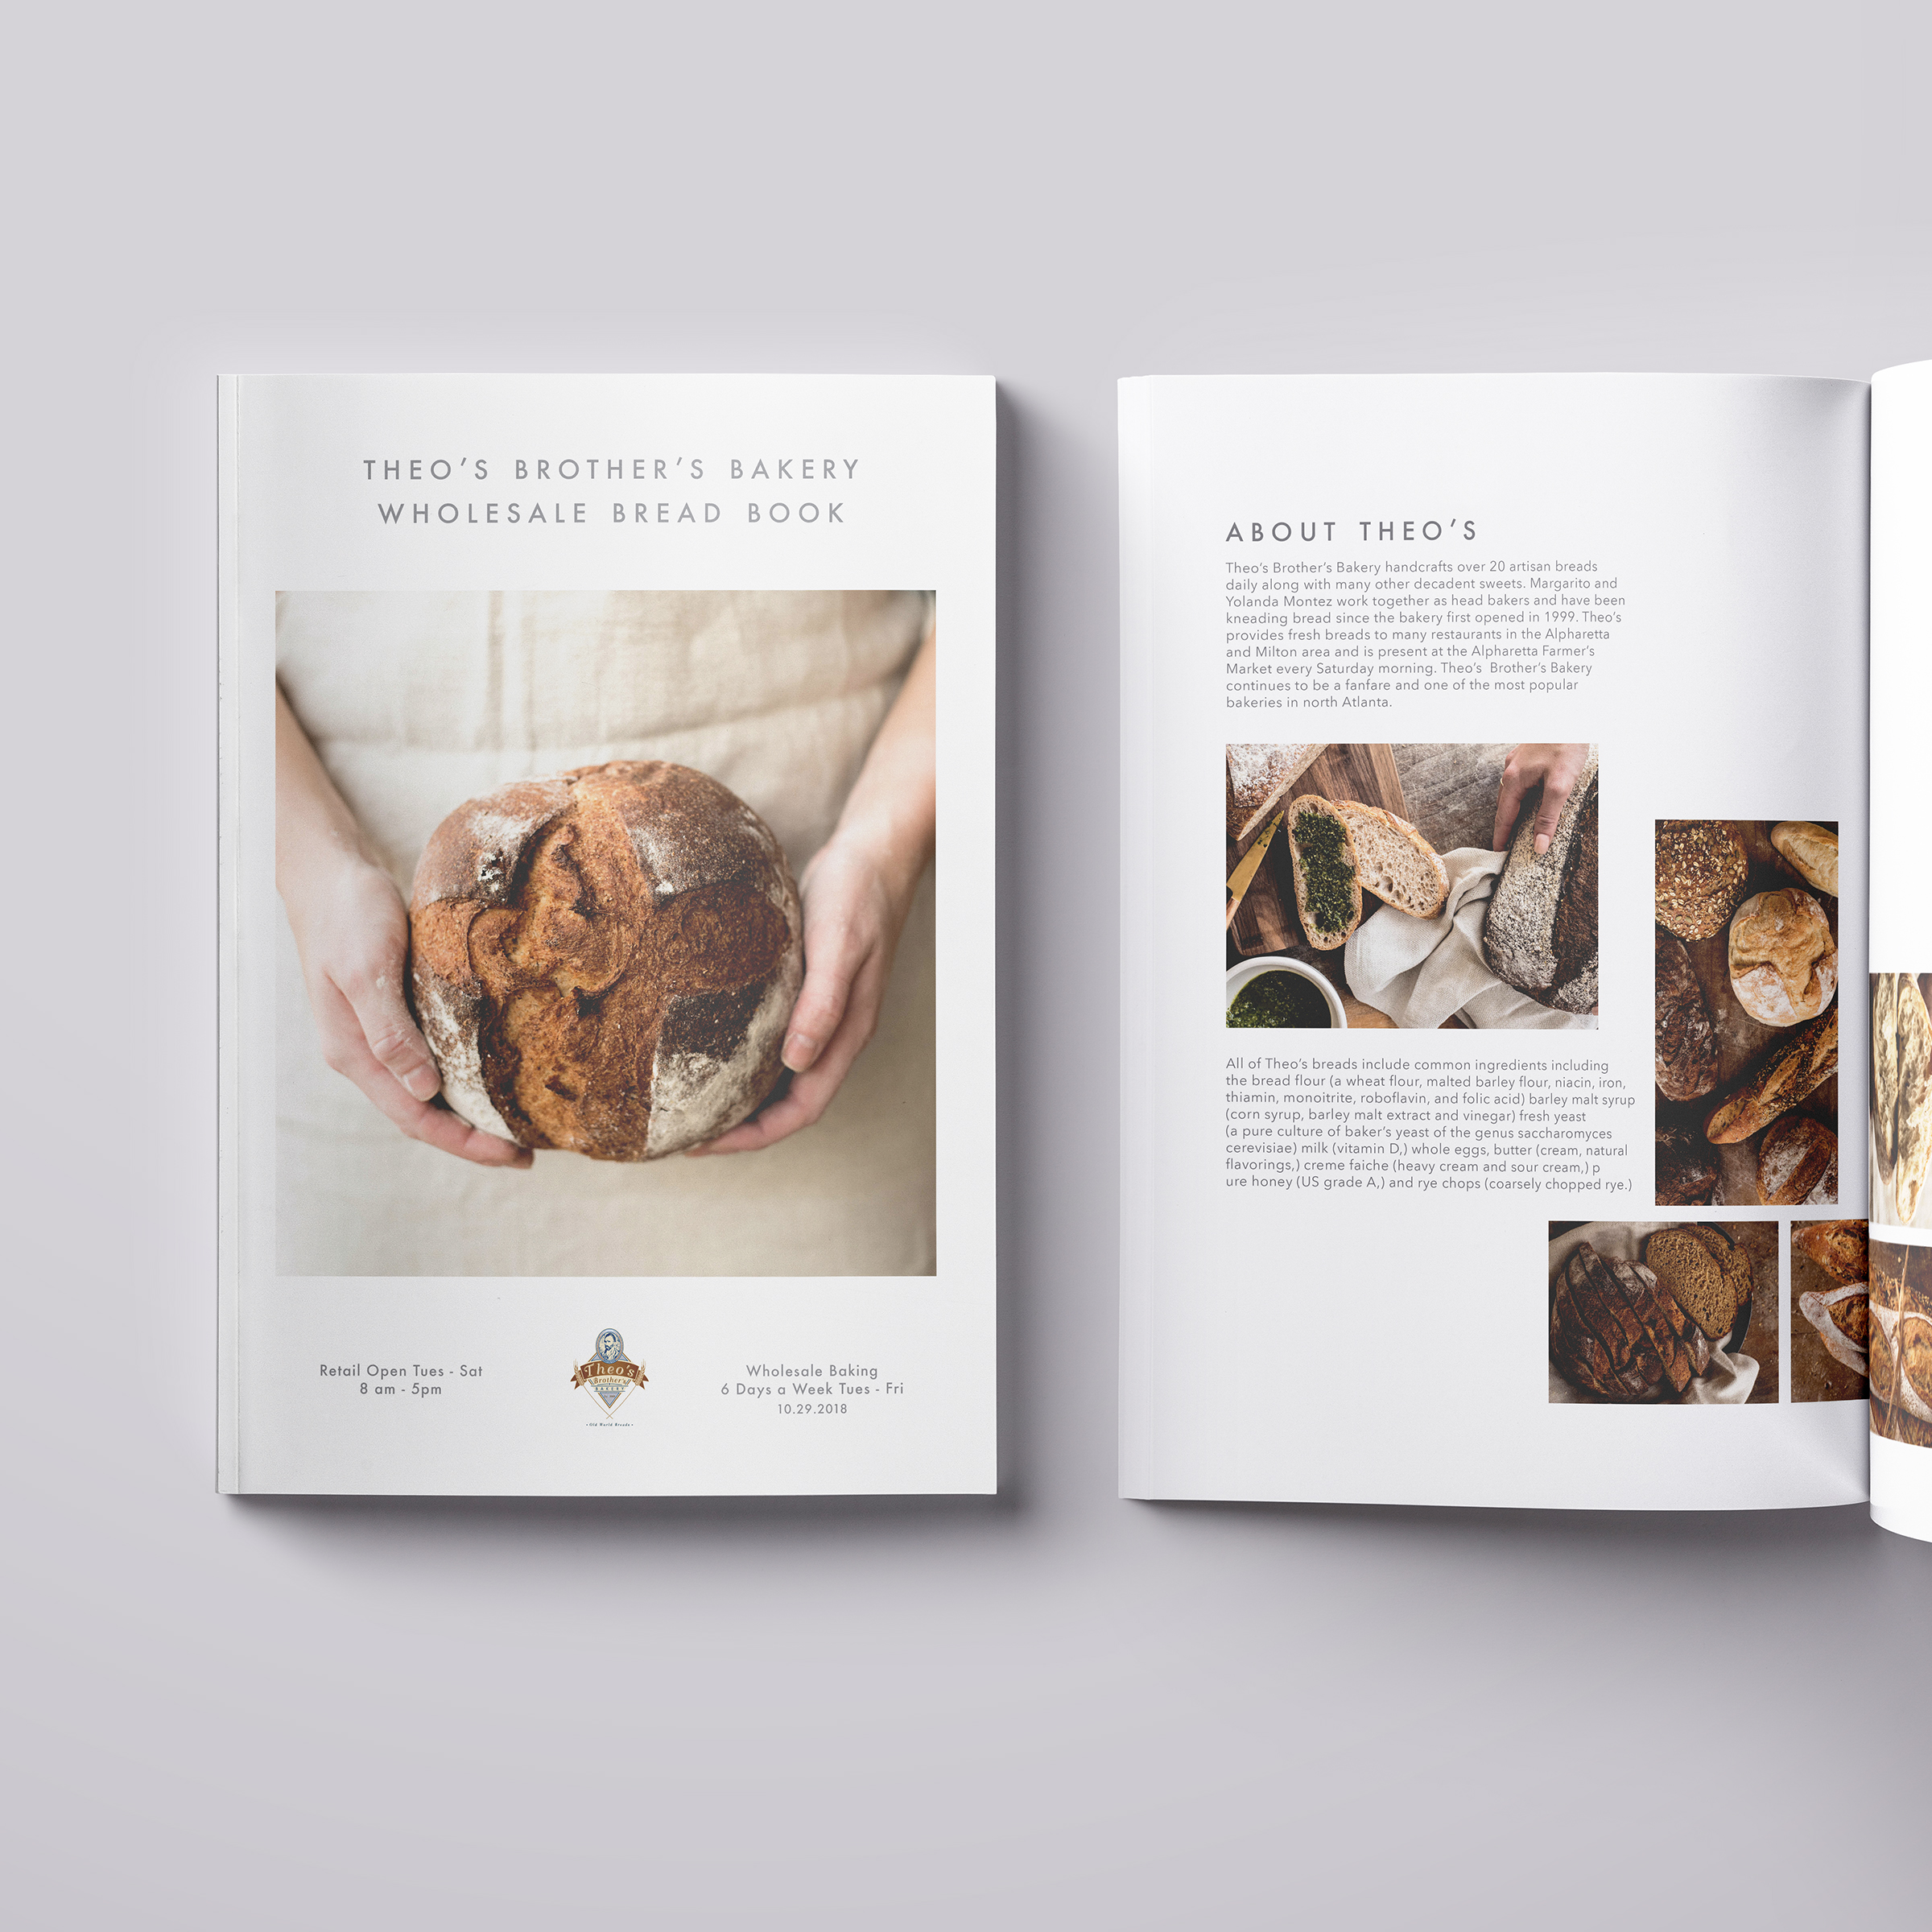 THEO'S BROTHER'S BAKERY
WHOLESALE BREAD BOOK
Retail Open Tues - Sat
8 am - 5pm
Theo's
Brother's
BAKERY
• Old World Breads •
Wholesale Baking
6 Days a Week Tues - Fri
10.29.2018
ABOUT THEO'S
Theo's Brother's Bakery handcrafts over 20 artisan breads
daily along with many other decadent sweets. Margarito and
Yolanda Montez work together as head bakers and have been
kneading bread since the bakery first opened in 1999. Theo's
provides fresh breads to many restaurants in the Alpharetta
and Milton area and is present at the Alpharetta Farmer's
Market every Saturday morning. Theo's  Brother's Bakery
continues to be a fanfare and one of the most popular
bakeries in north Atlanta.
All of Theo's breads include common ingredients including
the bread flour (a wheat flour, malted barley flour, niacin, iron,
thiamin, monoitrite, roboflavin, and folic acid) barley malt syrup
(corn syrup, barley malt extract and vinegar) fresh yeast
(a pure culture of baker's yeast of the genus saccharomyces
cerevisiae) milk (vitamin D,) whole eggs, butter (cream, natural
flavorings,) creme faiche (heavy cream and sour cream,) p
ure honey (US grade A,) and rye chops (coarsely chopped rye.)